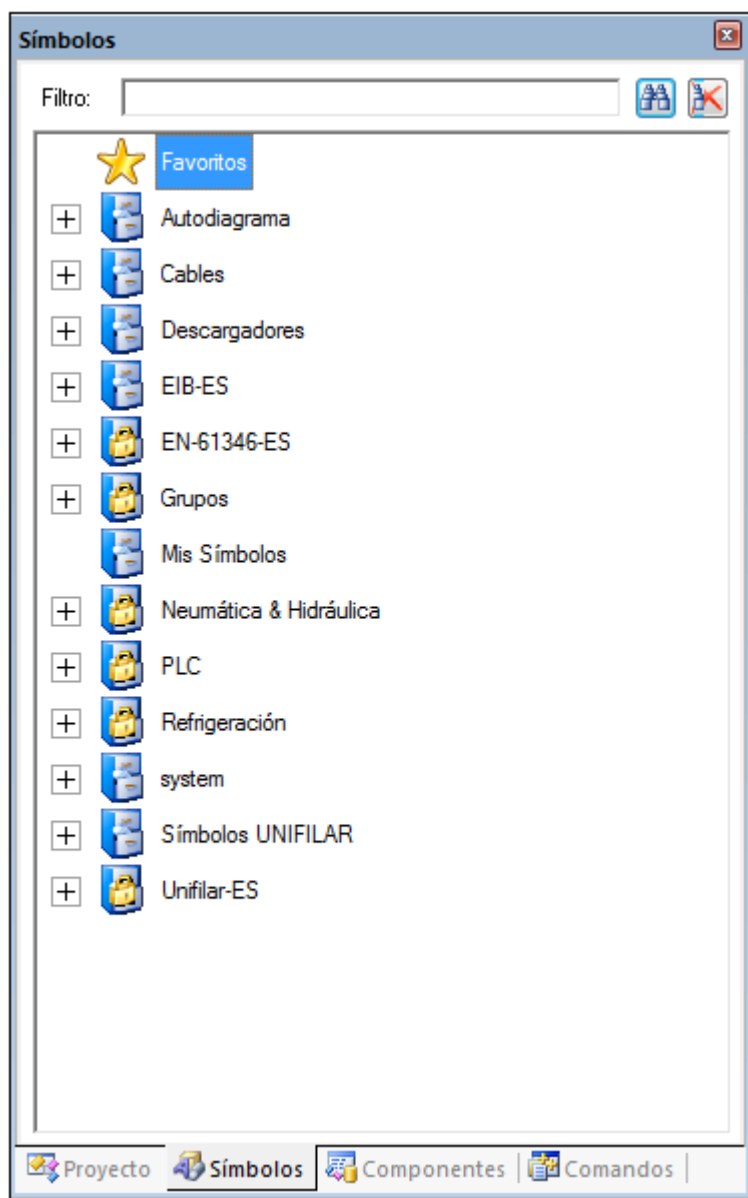 Símbolos
Filtro:
Favoritos
Autodiagrama
Cables
Descargadores
EIB-ES
EN-61346-ES
Grupos
Mis Símbolos
Neumática & Hidráulica
PLC
Refrigeración
system
Símbolos UNIFILAR
Unifilar-ES
Proyecto Símbolos Componentes Comandos